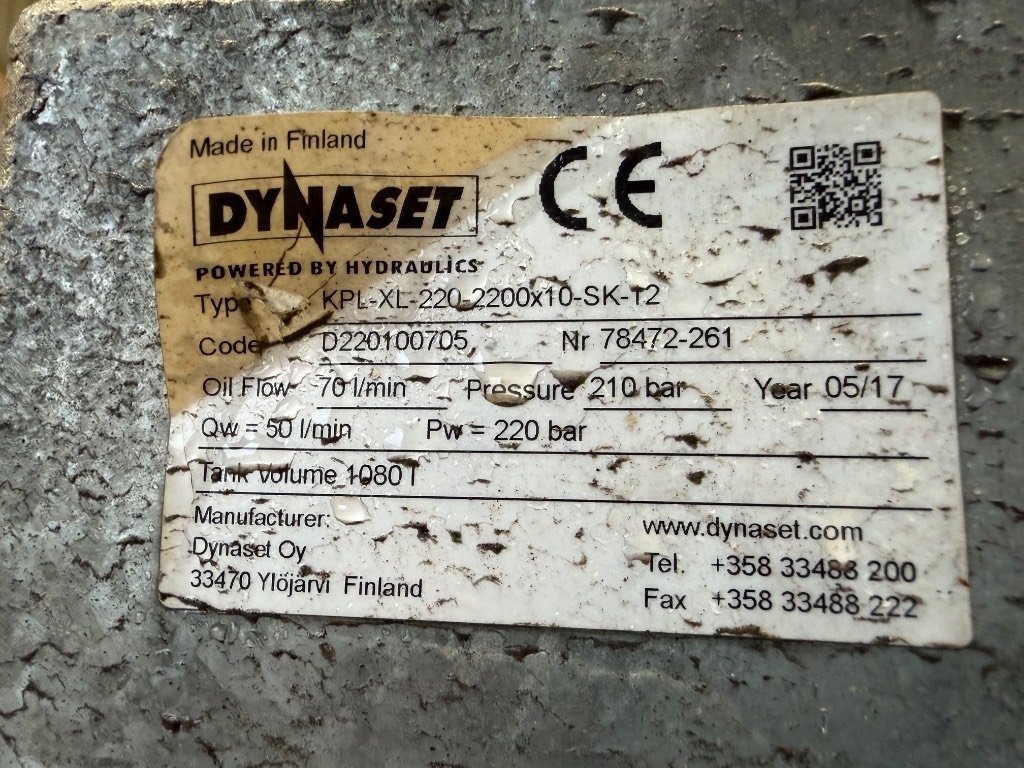 Made in Finland
CE
DYNASET
POWERED BY HYDRAULICS
Type KPL-XL-220-2200x10-SK-T2
Code D220100705 Nr 78472-261
Oil Flow 70 l/min Pressure 210 bar Year 05/17
Qw = 50 l/min Pw = 220 bar
Tank Volume 1080 l
Manufacturer:
Dynaset Oy
33470 Ylöjärvi Finland
www.dynaset.com
Tel. +358 33488 200
Fax +358 33488 222